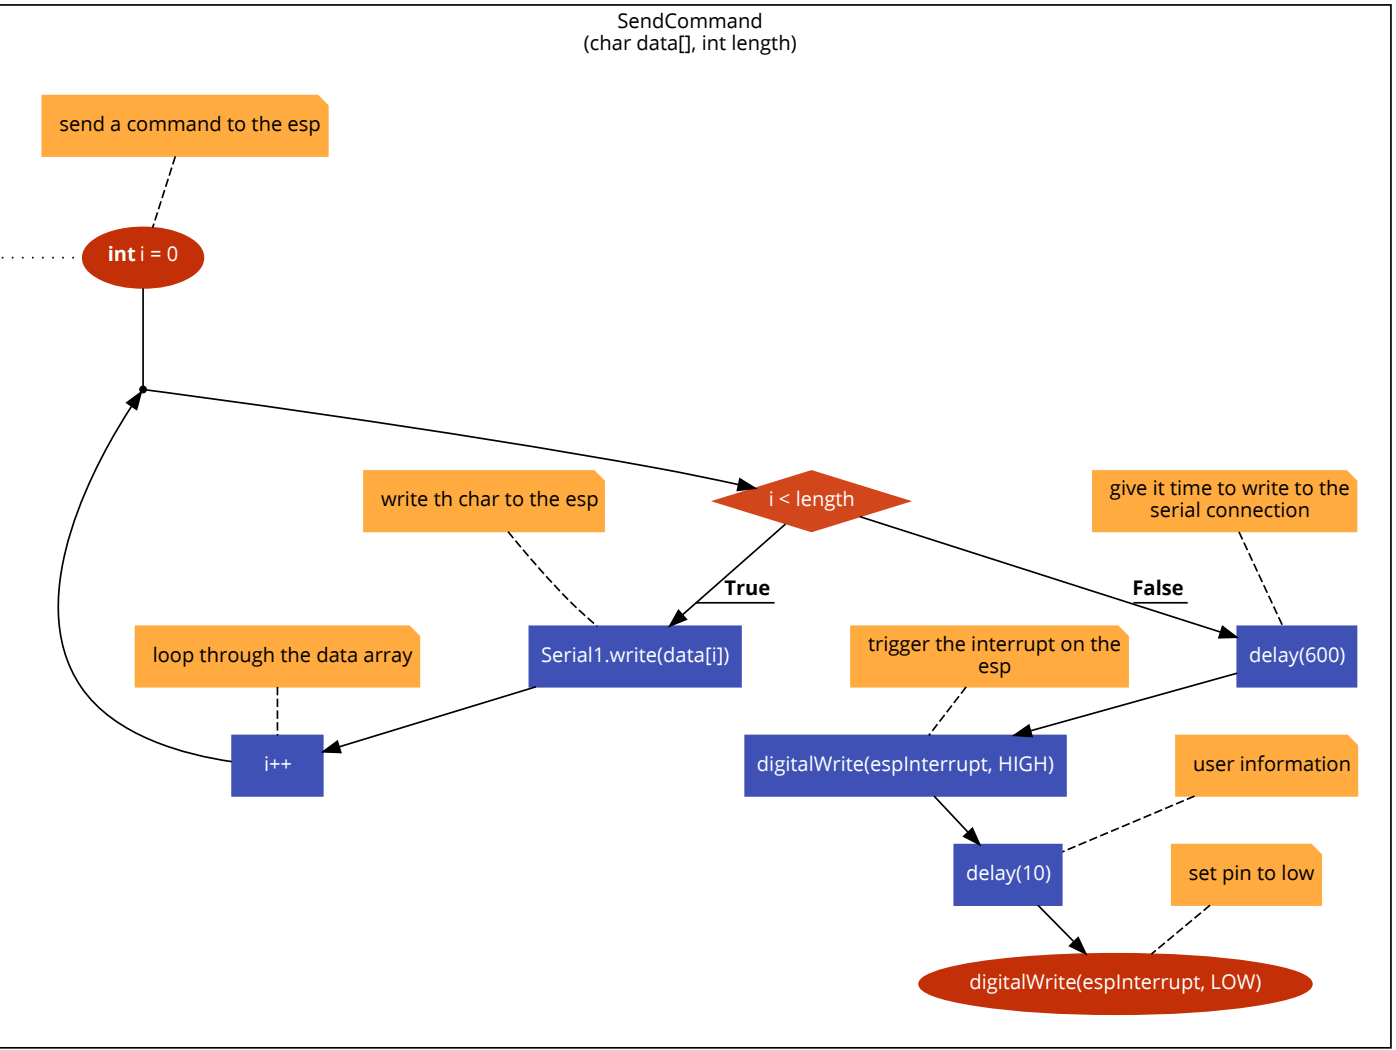 SendCommand
(char data[], int length)
send a command to the esp
int i = 0
write th char to the esp
i < length
give it time to write to the
serial connection
True
False
loop through the data array
Serial1.write(data[i])
trigger the interrupt on the
esp
delay(600)
i++
digitalWrite(espInterrupt, HIGH)
user information
delay(10)
set pin to low
digitalWrite(espInterrupt, LOW)